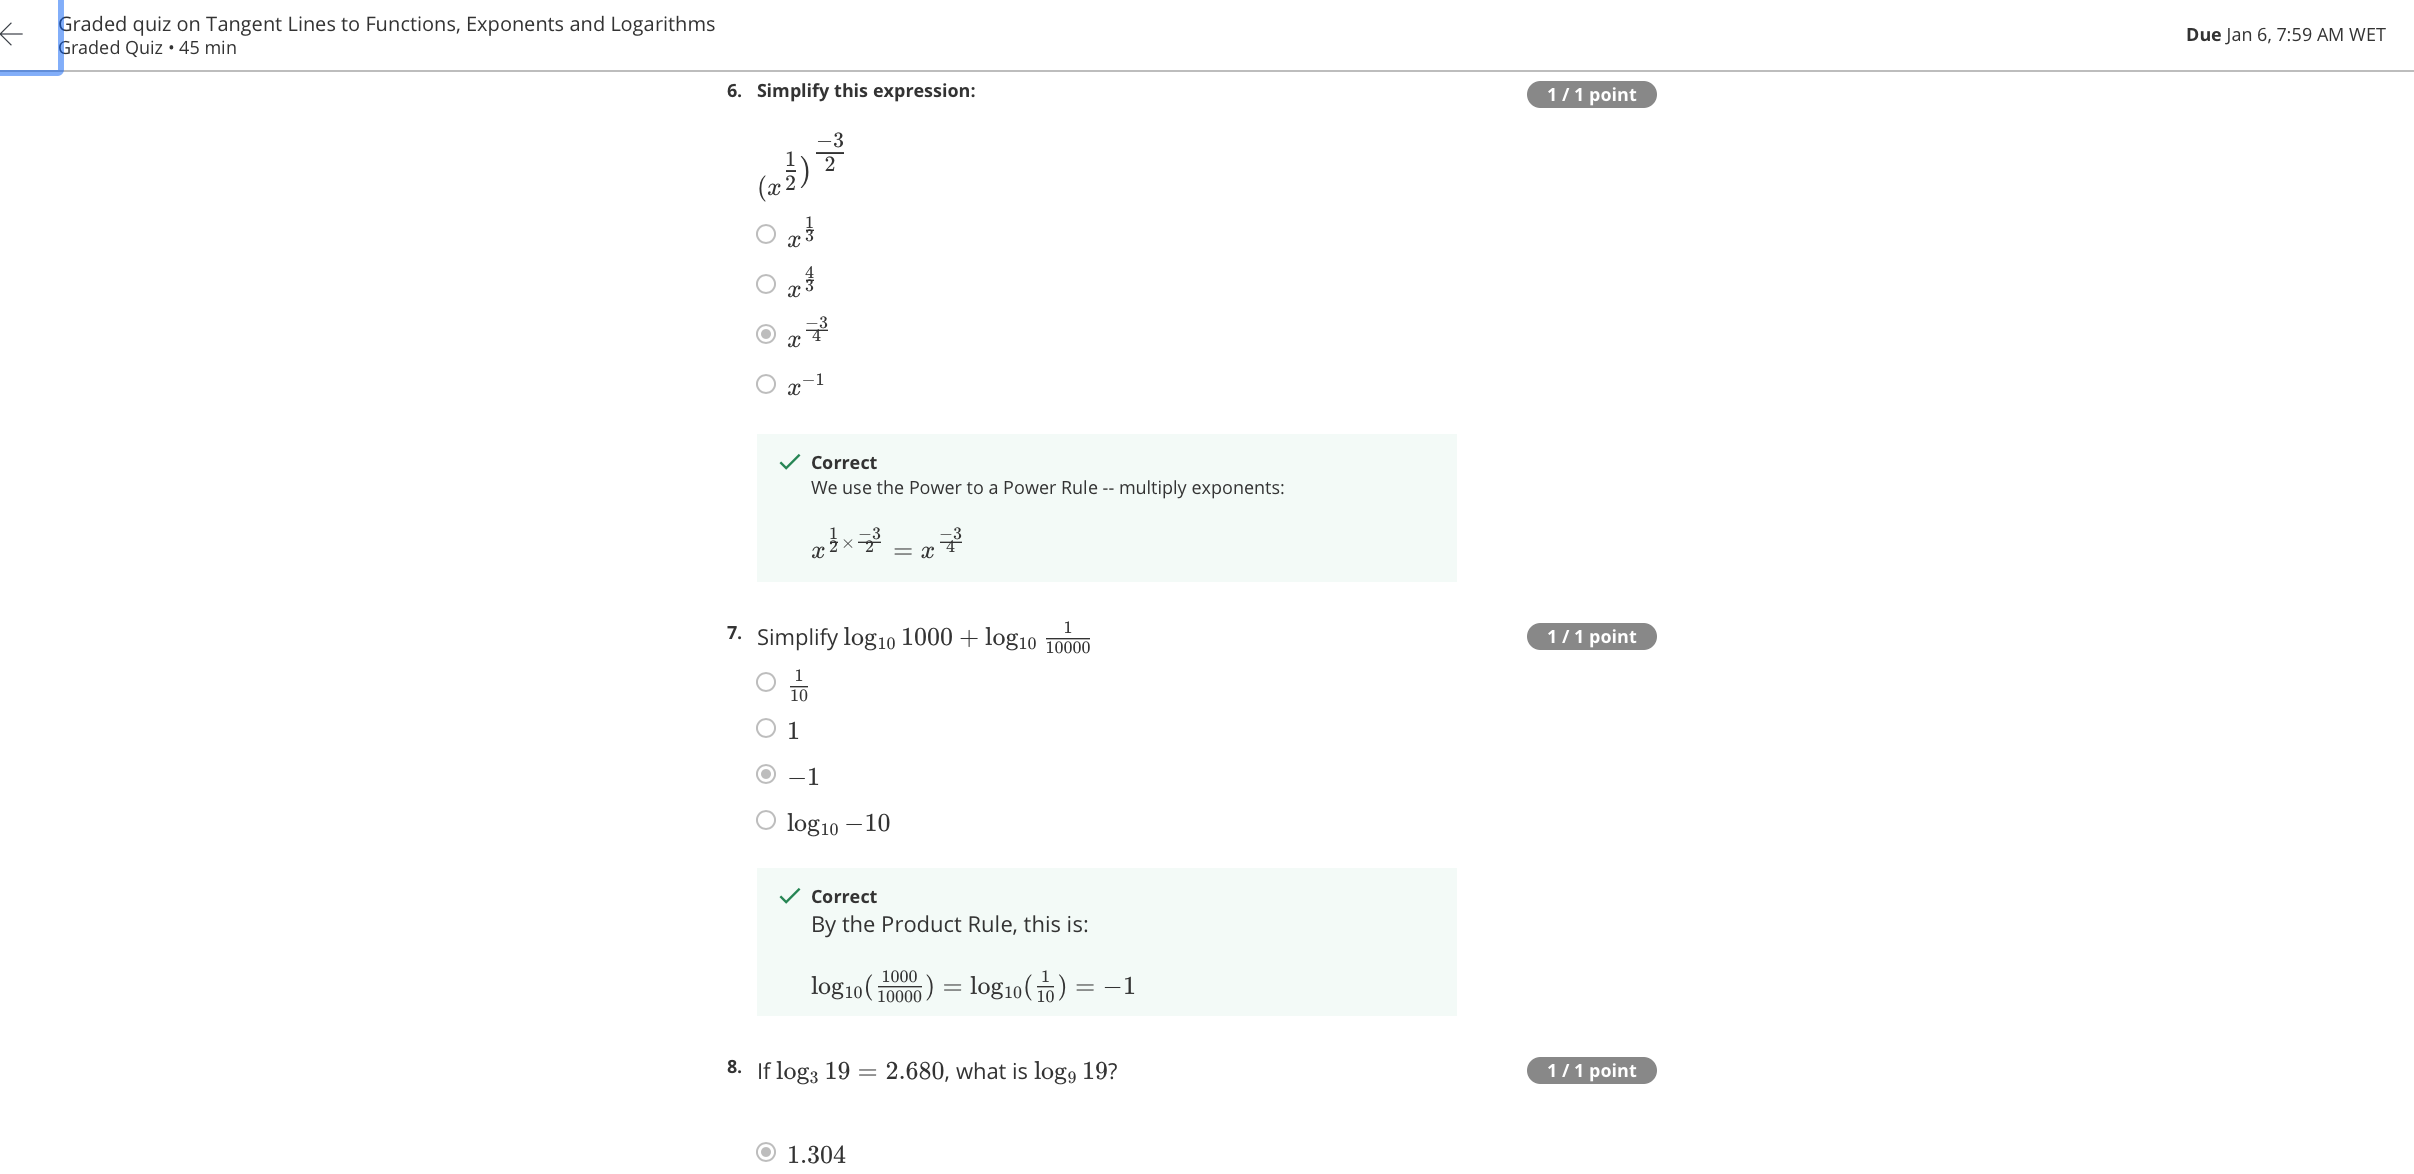 Graded quiz on Tangent Lines to Functions, Exponents and Logarithms
Graded Quiz • 45 min
Due Jan 6, 7:59 AM WET
6. Simplify this expression:
1 / 1 point
(x^{\frac{1}{2}})^{\frac{-3}{2}}
x^{\frac{1}{3}}
x^{\frac{4}{3}}
x^{\frac{-3}{4}}
x^{-1}
Correct
We use the Power to a Power Rule -- multiply exponents:
x^{\frac{1}{2} × \frac{-3}{2}} = x^{\frac{-3}{4}}
7. Simplify log_{10} 1000 + log_{10} \frac{1}{10000}
1 / 1 point
\frac{1}{10}
1
−1
log_{10} −10
Correct
By the Product Rule, this is:
log_{10}(\frac{1000}{10000}) = log_{10}(\frac{1}{10}) = −1
8. If log_{3} 19 = 2.680, what is log_{9} 19?
1 / 1 point
1.304